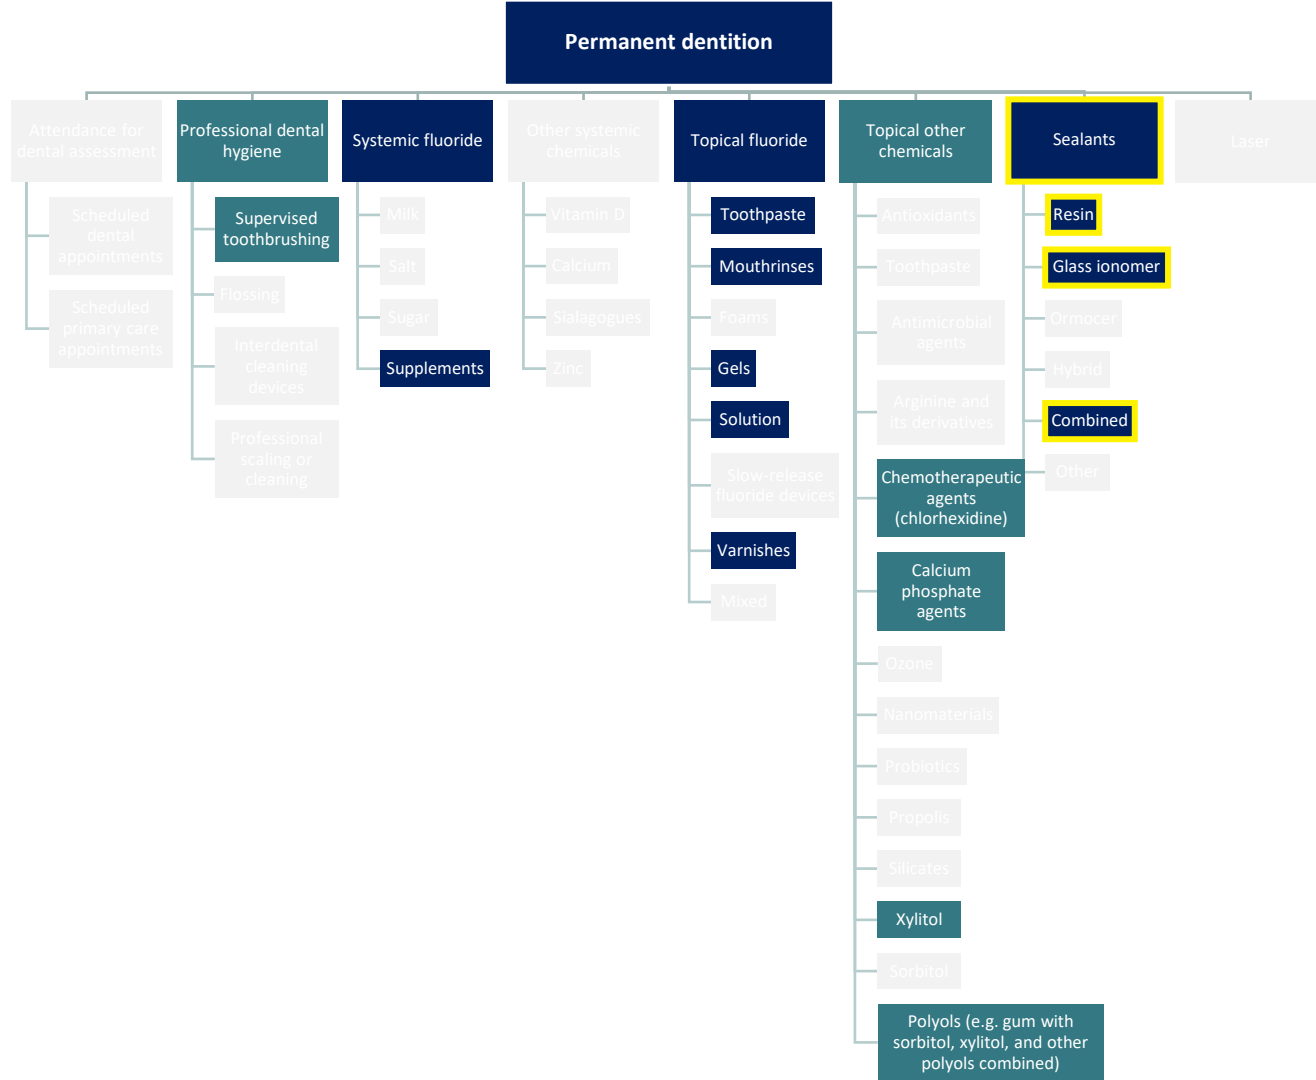 Permanent dentition
Attendance for
dental assessment
Scheduled
dental
appointments
Scheduled
primary care
appointments
Professional dental
hygiene
Supervised
toothbrushing
Flossing
Interdental
cleaning
devices
Professional
scaling or
cleaning
Systemic fluoride
Milk
Salt
Sugar
Supplements
Other systemic
chemicals
Vitamin D
Calcium
Sialagogues
Zinc
Topical fluoride
Toothpaste
Mouthrinses
Foams
Gels
Solution
Slow-release
fluoride devices
Varnishes
Mixed
Topical other
chemicals
Antioxidants
Toothpaste
Antimicrobial
agents
Arginine and
its derivatives
Chemotherapeutic
agents
(chlorhexidine)
Calcium
phosphate
agents
Ozone
Nanomaterials
Probiotics
Propolis
Silicates
Xylitol
Sorbitol
Polyols (e.g. gum with
sorbitol, xylitol, and other
polyols combined)
Sealants
Resin
Glass ionomer
Ormocer
Hybrid
Combined
Other
Laser